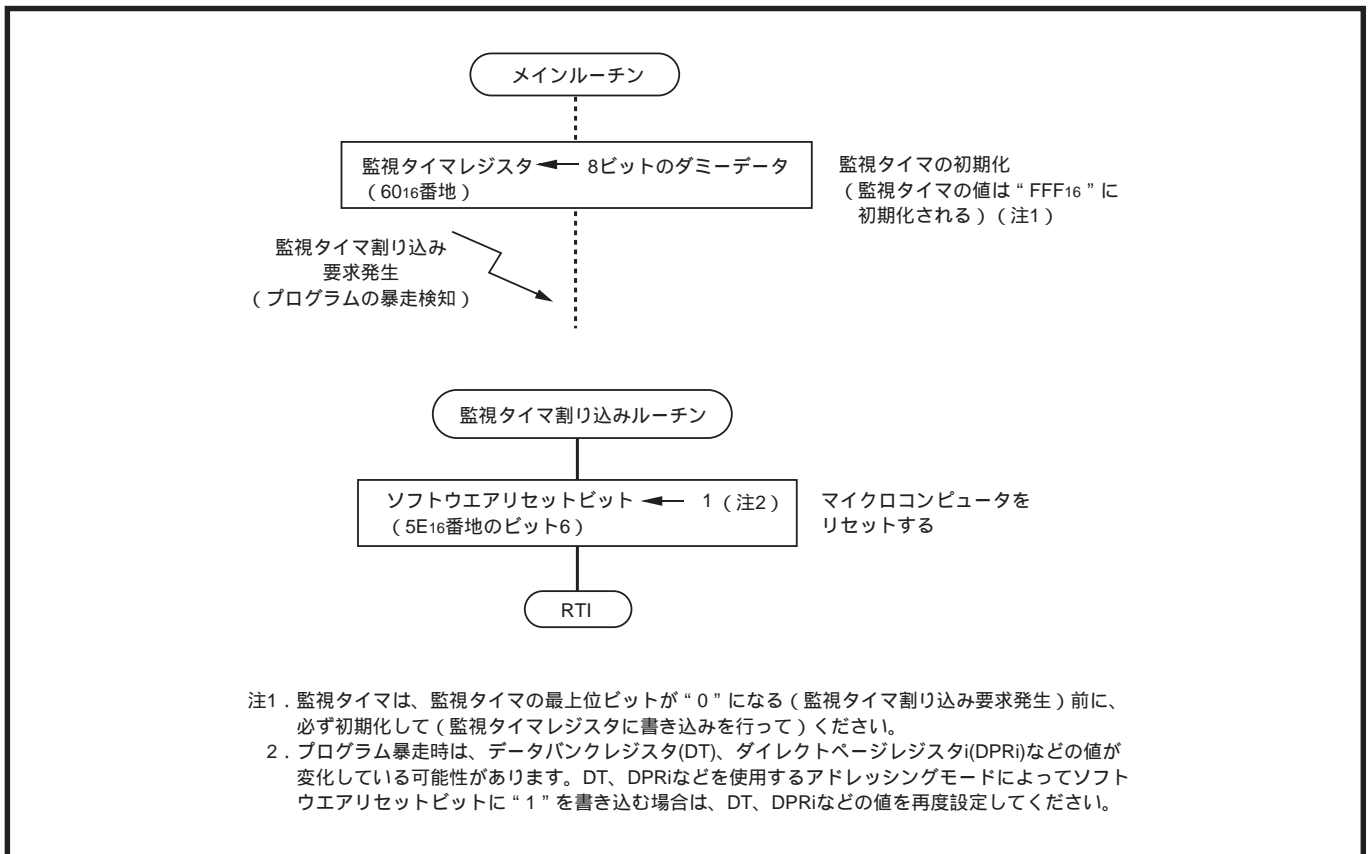 メインルーチン
監視タイマレジスタ 8ビットのダミーデータ
（6016番地）
監視タイマの初期化
（監視タイマの値は“FFF16”に
初期化される）（注1）
監視タイマ割り込み
要求発生
（プログラムの暴走検知）
監視タイマ割り込みルーチン
ソフトウエアリセットビット 1（注2）
（5E16番地のビット6）
マイクロコンピュータを
リセットする
RTI
注1．監視タイマは、監視タイマの最上位ビットが“0”になる（監視タイマ割り込み要求発生）前に、
必ず初期化して（監視タイマレジスタに書き込みを行って）ください。
2．プログラム暴走時は、データバンクレジスタ(DT)、ダイレクトページレジスタi(DPRi)などの値が
変化している可能性があります。DT、DPRiなどを使用するアドレッシングモードによってソフト
ウエアリセットビットに“1”を書き込む場合は、DT、DPRiなどの値を再度設定してください。